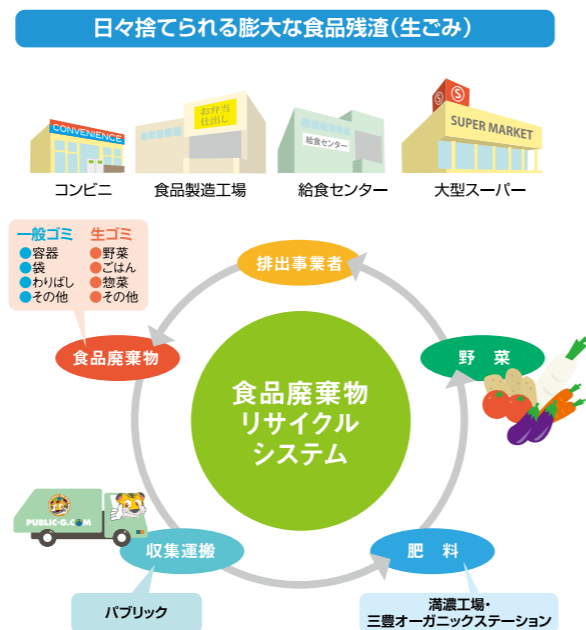 日々捨てられる膨大な食品残渣(生ごみ)
CONVENIENCE
お弁当
仕出し
給食センター
S
S
SUPER MARKET
コンビニ
食品製造工場
給食センター
大型スーパー
一般ゴミ
●容器
●袋
●わりばし
●その他
生ゴミ
●野菜
●ごはん
●惣菜
●その他
排出事業者
食品廃棄物
野 菜
食品廃棄物
リサイクル
システム
PUBLIC-G.COM
収集運搬
肥 料
パブリック
満濃工場・
三豊オーガニックステーション